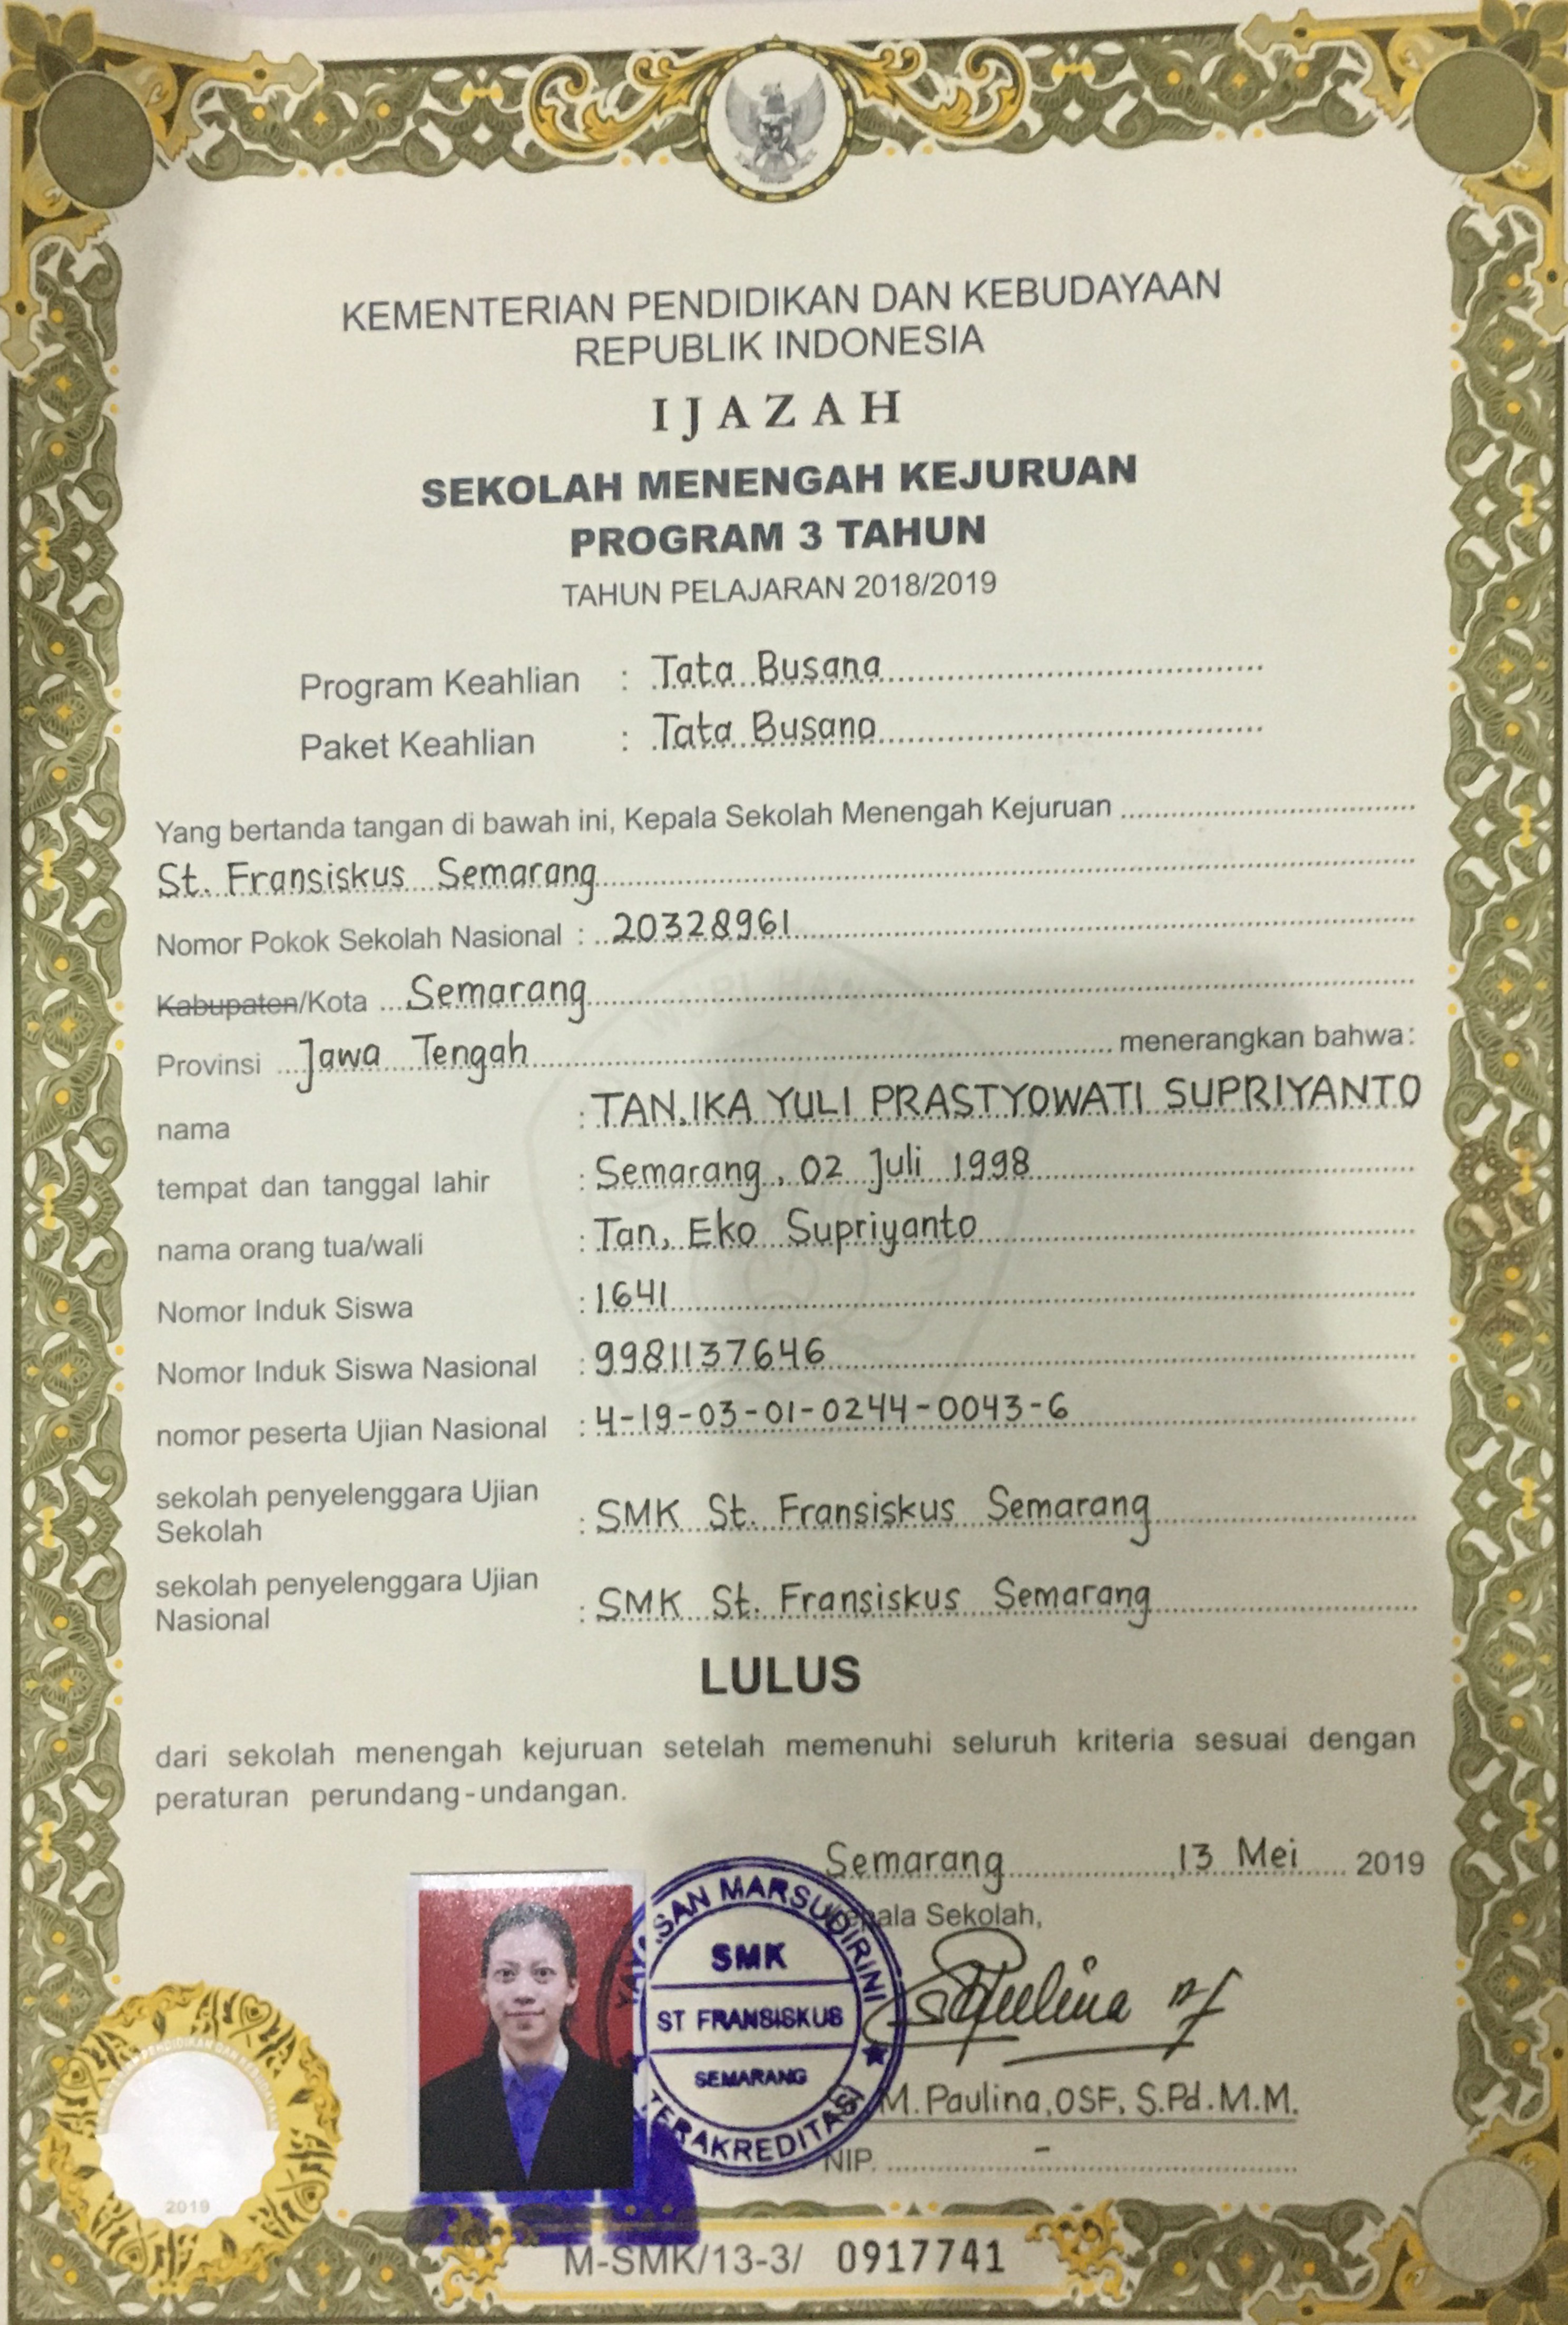 KEMENTERIAN PENDIDIKAN DAN KEBUDAYAAN
REPUBLIK INDONESIA
IJAZAH
SEKOLAH MENENGAH KEJURUAN
PROGRAM 3 TAHUN
TAHUN PELAJARAN 2018/2019
Program Keahlian : Tata Busana
Paket Keahlian : Tata Busana
Yang bertanda tangan di bawah ini, Kepala Sekolah Menengah Kejuruan
St. Fransiskus Semarang
Nomor Pokok Sekolah Nasional : 20328961
Kabupaten/Kota Semarang
Provinsi Jawa Tengah menerangkan bahwa:
nama : TAN, IKA YULI PRASTYOWATI SUPRIYANTO
tempat dan tanggal lahir : Semarang, 02 Juli 1998
nama orang tua/wali : Tan, Eko Supriyanto
Nomor Induk Siswa : 1641
Nomor Induk Siswa Nasional : 9981137646
nomor peserta Ujian Nasional : 4-19-03-01-0244-0043-6
sekolah penyelenggara Ujian
Sekolah : SMK St. Fransiskus Semarang
sekolah penyelenggara Ujian
Nasional : SMK St. Fransiskus Semarang
LULUS
dari sekolah menengah kejuruan setelah memenuhi seluruh kriteria sesuai dengan
peraturan perundang-undangan.
Semarang, 13 Mei 2019
Kepala Sekolah,
YAYASAN MARSUDIRINI
SMK
ST FRANSISKUS
SEMARANG
TERAKREDITASI
Paulina
M. Paulina, OSF, S.Pd. M.M.
NIP. -
2019
M-SMK/13-3/ 0917741